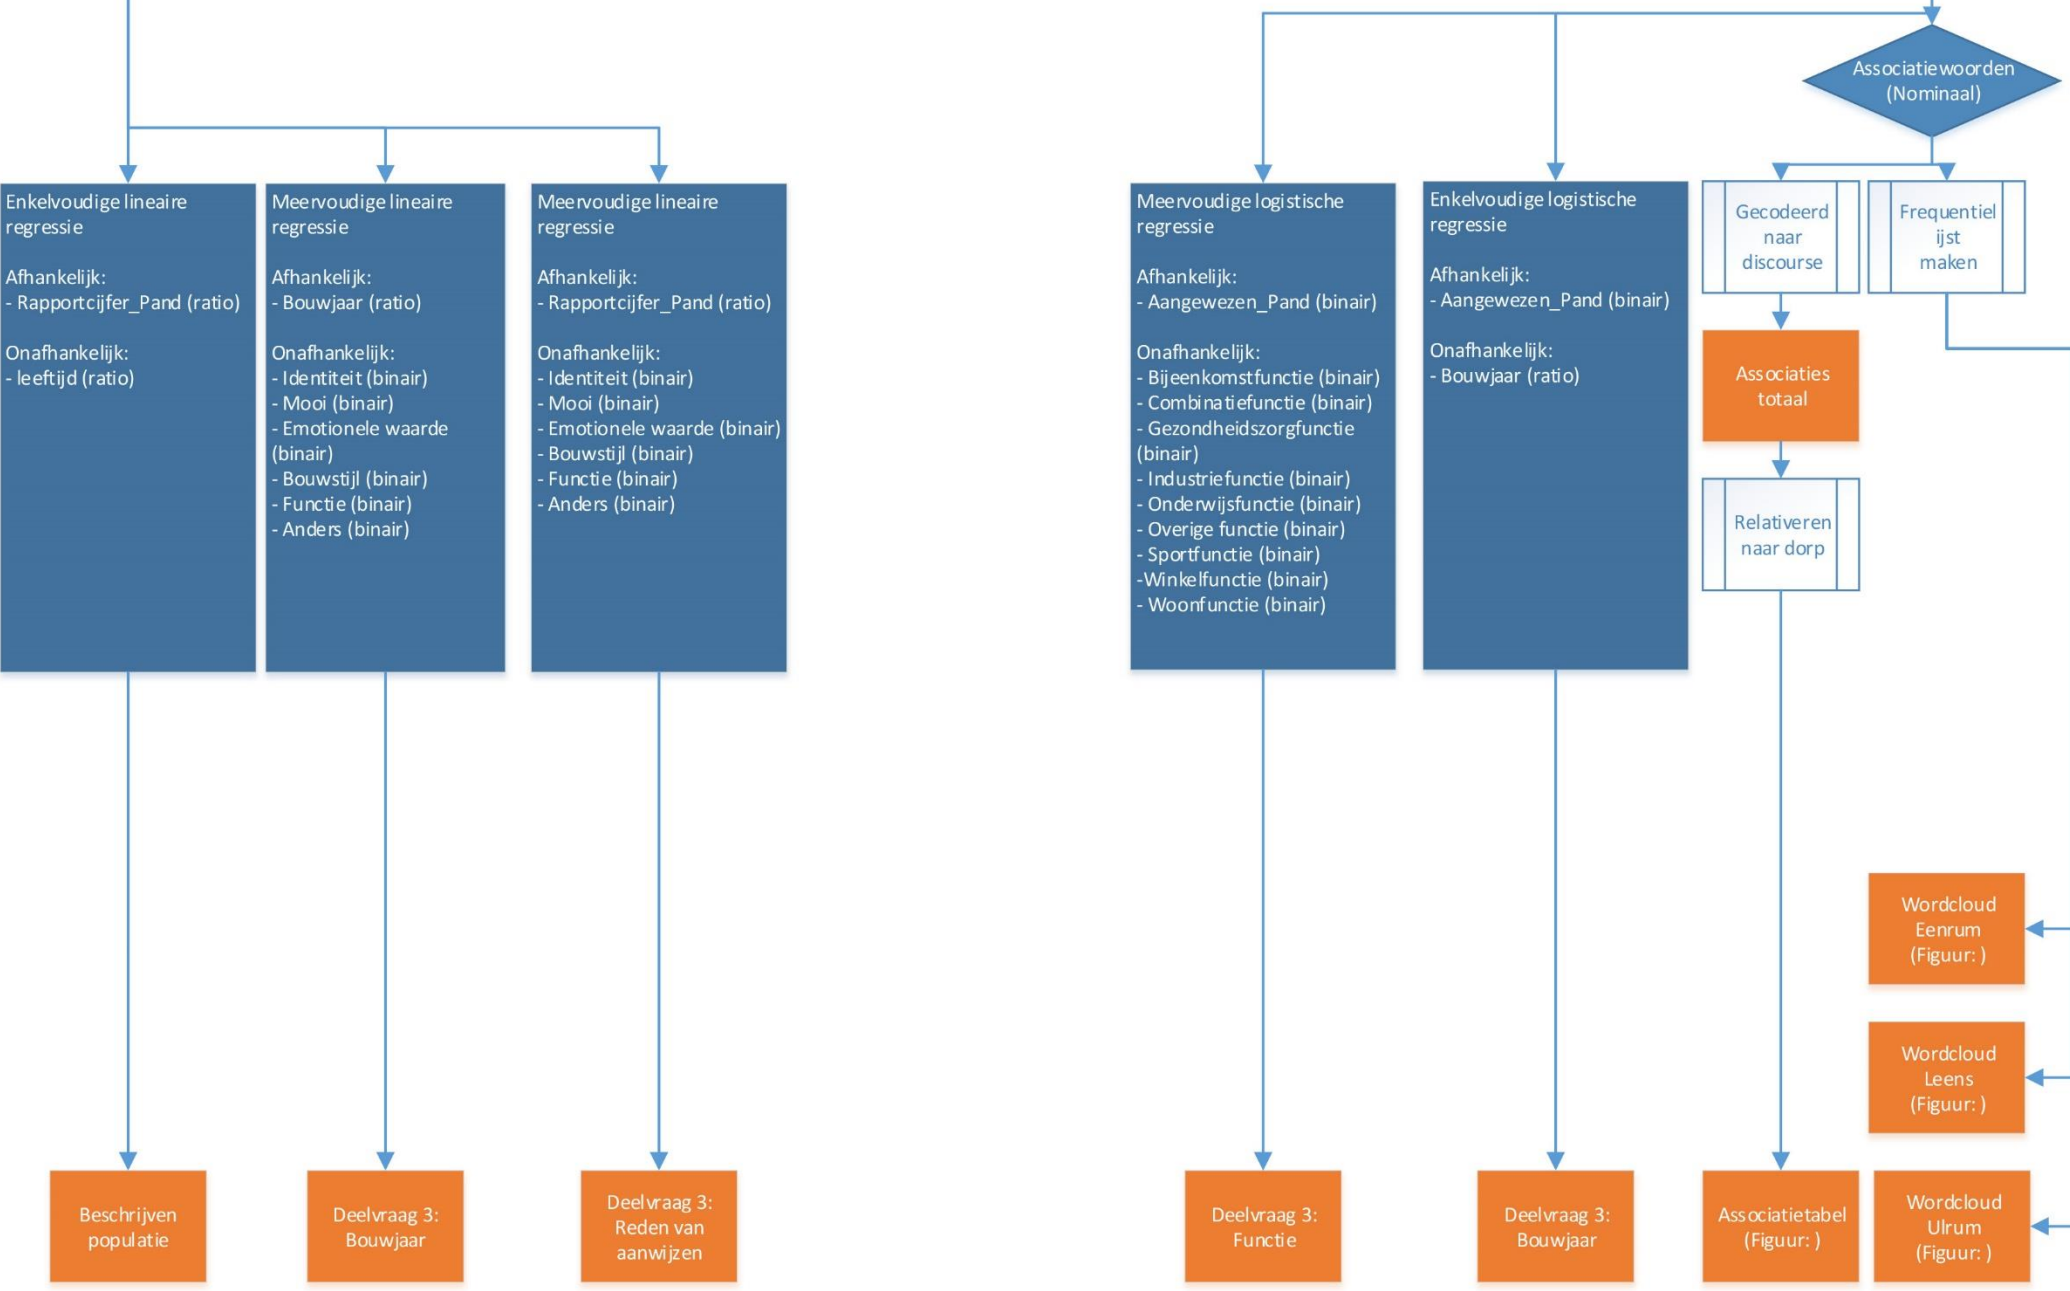 Associatiewoorden
(Nominaal)
Enkelvoudige lineaire
regressie
Afhankelijk:
- Rapportcijfer_Pand (ratio)
Onafhankelijk:
- leeftijd (ratio)
Meervoudige lineaire
regressie
Afhankelijk:
- Bouwjaar (ratio)
Onafhankelijk:
- Identiteit (binair)
- Mooi (binair)
- Emotionele waarde
(binair)
- Bouwstijl (binair)
- Functie (binair)
- Anders (binair)
Meervoudige lineaire
regressie
Afhankelijk:
- Rapportcijfer_Pand (ratio)
Onafhankelijk:
- Identiteit (binair)
- Mooi (binair)
- Emotionele waarde (binair)
- Bouwstijl (binair)
- Functie (binair)
- Anders (binair)
Meervoudige logistische
regressie
Afhankelijk:
- Aangewezen_Pand (binair)
Onafhankelijk:
- Bijeenkomstfunctie (binair)
- Combinatiefunctie (binair)
- Gezondheidszorgfunctie
(binair)
- Industriefunctie (binair)
- Onderwijsfunctie (binair)
- Overige functie (binair)
- Sportfunctie (binair)
-Winkelfunctie (binair)
- Woonfunctie (binair)
Enkelvoudige logistische
regressie
Afhankelijk:
- Aangewezen_Pand (binair)
Onafhankelijk:
- Bouwjaar (ratio)
Gecodeerd
naar
discourse
Frequentiel
ijst
maken
Associaties
totaal
Relativeren
naar dorp
Wordcloud
Eenrum
(Figuur: )
Wordcloud
Leens
(Figuur: )
Beschrijven
populatie
Deelvraag 3:
Bouwjaar
Deelvraag 3:
Reden van
aanwijzen
Deelvraag 3:
Functie
Deelvraag 3:
Bouwjaar
Associatietabel
(Figuur: )
Wordcloud
Ulrum
(Figuur: )